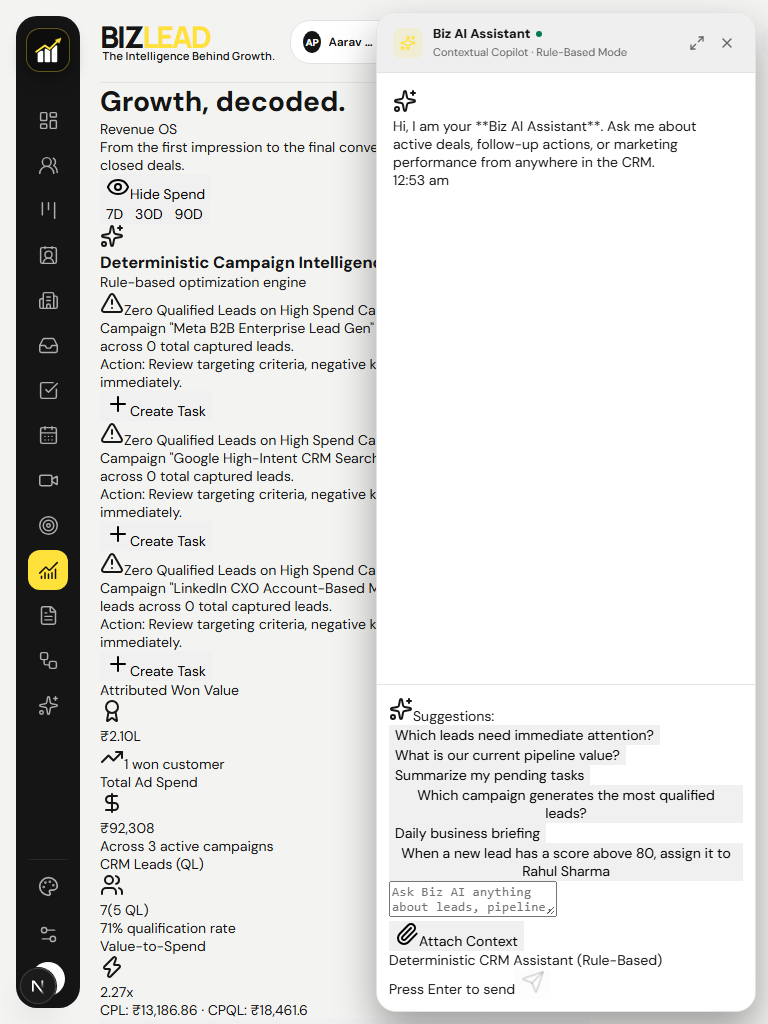 BIZLEAD
The Intelligence Behind Growth.
AP Aarav ...
Growth, decoded.
Revenue OS
From the first impression to the final conve
closed deals.
Hide Spend
7D 30D 90D
Deterministic Campaign Intelligenc
Rule-based optimization engine
Zero Qualified Leads on High Spend Ca
Campaign "Meta B2B Enterprise Lead Gen"
across 0 total captured leads.
Action: Review targeting criteria, negative k
immediately.
Create Task
Zero Qualified Leads on High Spend Ca
Campaign "Google High-Intent CRM Search
across 0 total captured leads.
Action: Review targeting criteria, negative k
immediately.
Create Task
Zero Qualified Leads on High Spend Ca
Campaign "LinkedIn CXO Account-Based M
leads across 0 total captured leads.
Action: Review targeting criteria, negative k
immediately.
Create Task
Attributed Won Value
₹2.10L
1 won customer
Total Ad Spend
₹92,308
Across 3 active campaigns
CRM Leads (QL)
7(5 QL)
71% qualification rate
Value-to-Spend
2.27x
CPL: ₹13,186.86 · CPQL: ₹18,461.6
N
Biz AI Assistant
Contextual Copilot · Rule-Based Mode
Hi, I am your **Biz AI Assistant**. Ask me about
active deals, follow-up actions, or marketing
performance from anywhere in the CRM.
12:53 am
Suggestions:
Which leads need immediate attention?
What is our current pipeline value?
Summarize my pending tasks
Which campaign generates the most qualified
leads?
Daily business briefing
When a new lead has a score above 80, assign it to
Rahul Sharma
Ask Biz AI anything
about leads, pipeline,
Attach Context
Deterministic CRM Assistant (Rule-Based)
Press Enter to send